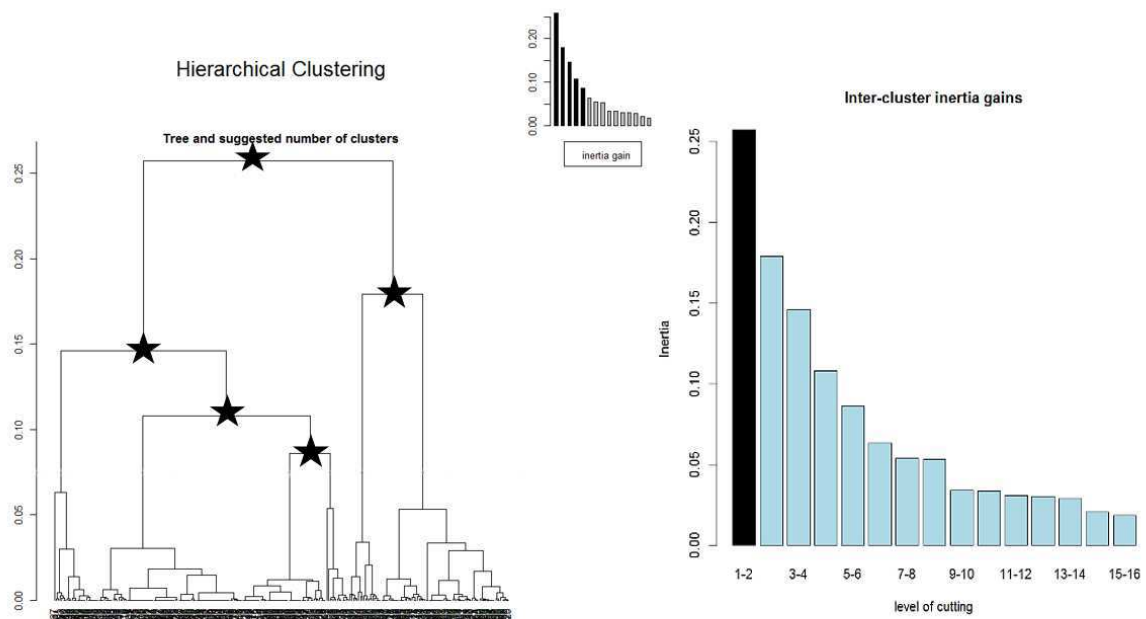 Hierarchical Clustering
Tree and suggested number of clusters
0.25
0.20
0.15
0.10
0.05
0.00
0.20
0.10
0.00
inertia gain
Inter-cluster inertia gains
Inertia
0.25
0.20
0.15
0.10
0.05
0.00
1-2 3-4 5-6 7-8 9-10 11-12 13-14 15-16
level of cutting